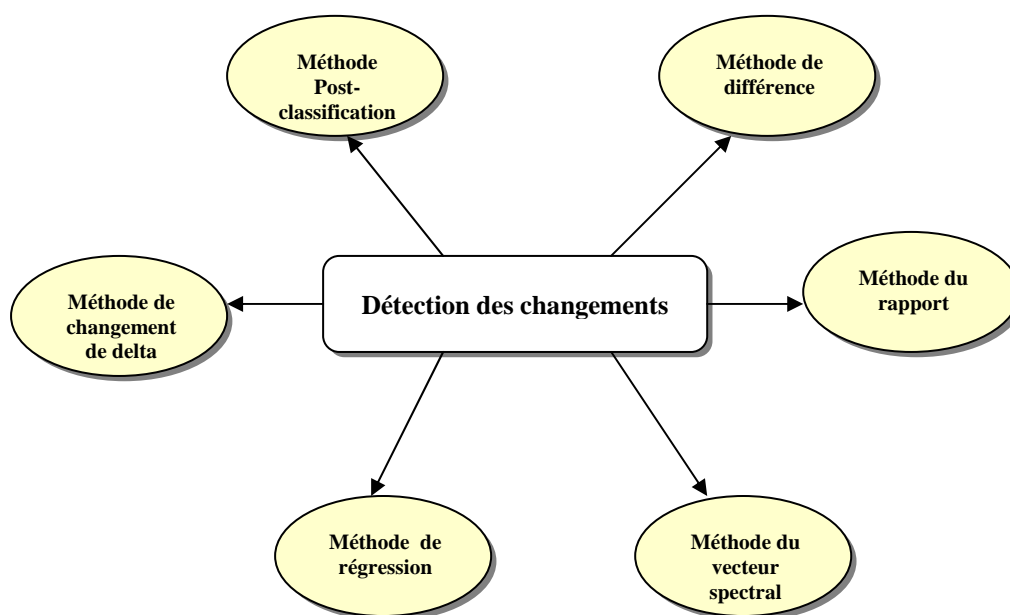 Méthode
Post-
classification
Méthode de
différence
Méthode de
changement
de delta
Détection des changements
Méthode du
rapport
Méthode de
régression
Méthode du
vecteur
spectral